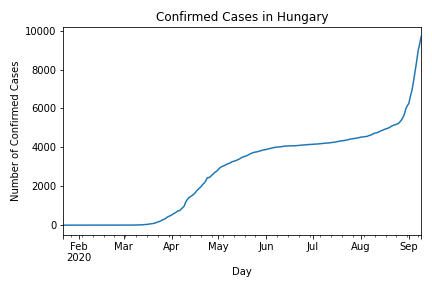 Confirmed Cases in Hungary
10000
8000
6000
4000
2000
0
Number of Confirmed Cases
Feb Mar Apr May Jun Jul Aug Sep
2020
Day